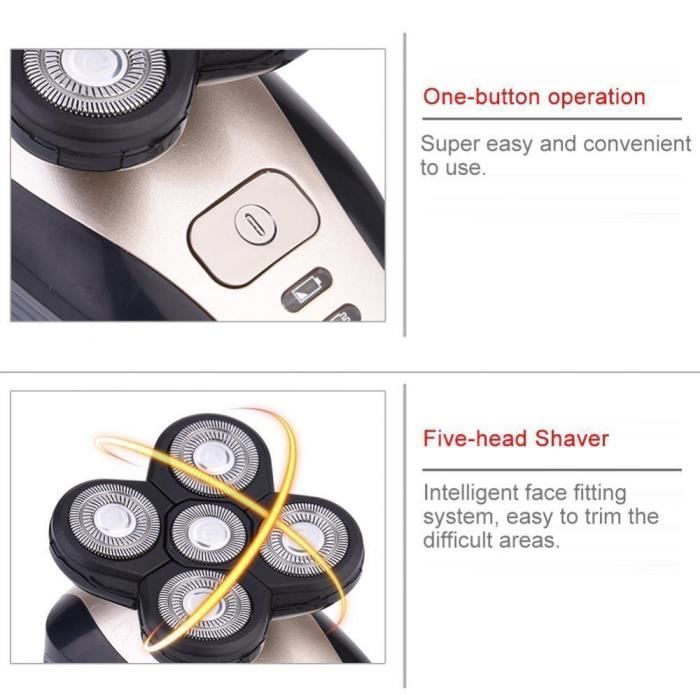 One-button operation
Super easy and convenient
to use.
Five-head Shaver
Intelligent face fitting
system, easy to trim the
difficult areas.